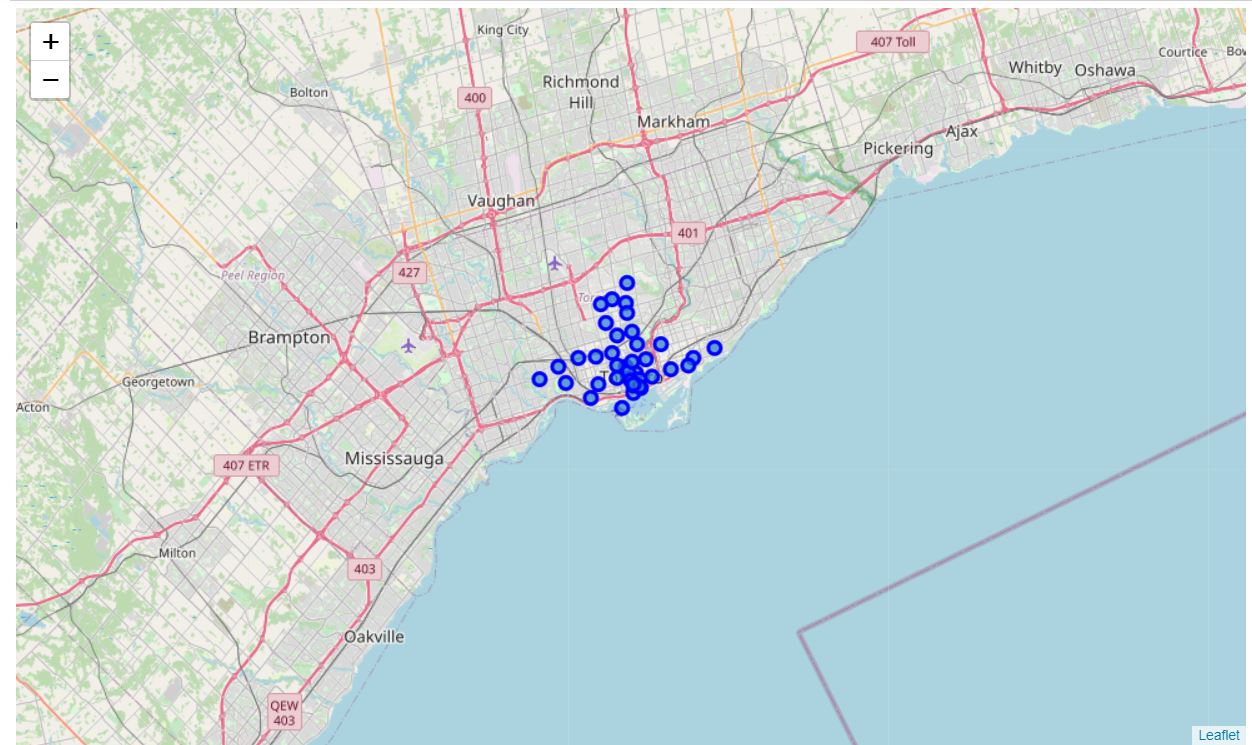 +
−
King City
407 Toll
Courtice
Whitby
Oshawa
Richmond
Hill
Bolton
400
Markham
Ajax
Pickering
Vaughan
401
427
Peel Region
Brampton
Georgetown
Acton
Mississauga
407 ETR
Milton
403
Oakville
QEW
403
Leaflet